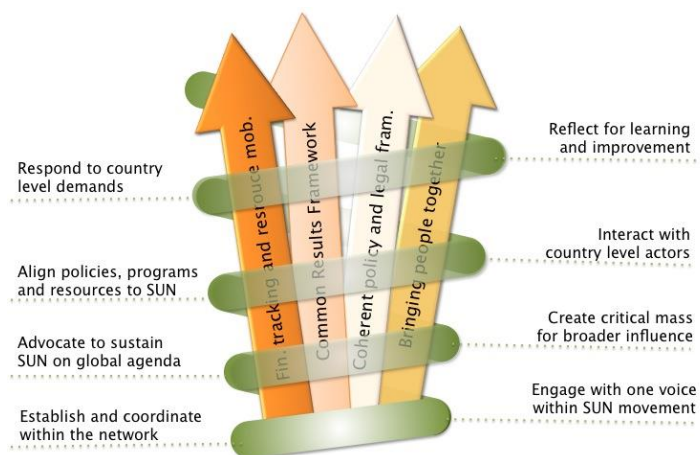 Respond to country
level demands
Align policies, programs
and resources to SUN
Advocate to sustain
SUN on global agenda
Establish and coordinate
within the network
Fin. tracking and resrouce mob.
Common Results Framework
Coherent policy and legal fram.
Bringing people together
Reflect for learning
and improvement
Interact with
country level actors
Create critical mass
for broader influence
Engage with one voice
within SUN movement